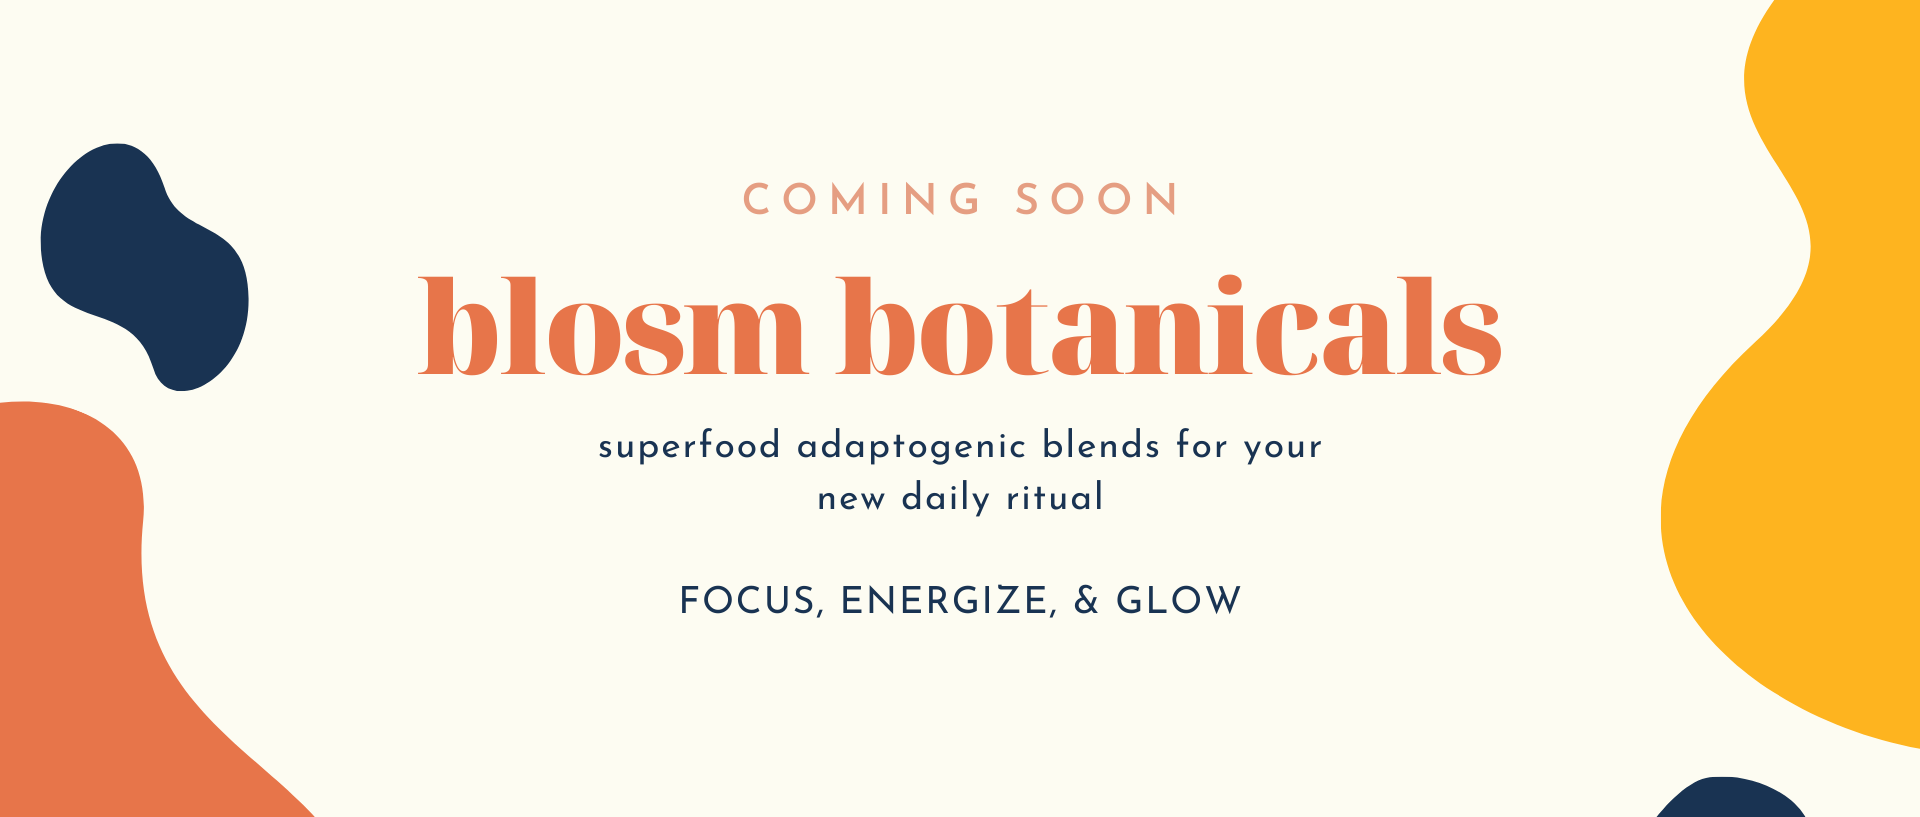 COMING SOON
blosm botanicals
superfood adaptogenic blends for your
new daily ritual
FOCUS, ENERGIZE, & GLOW